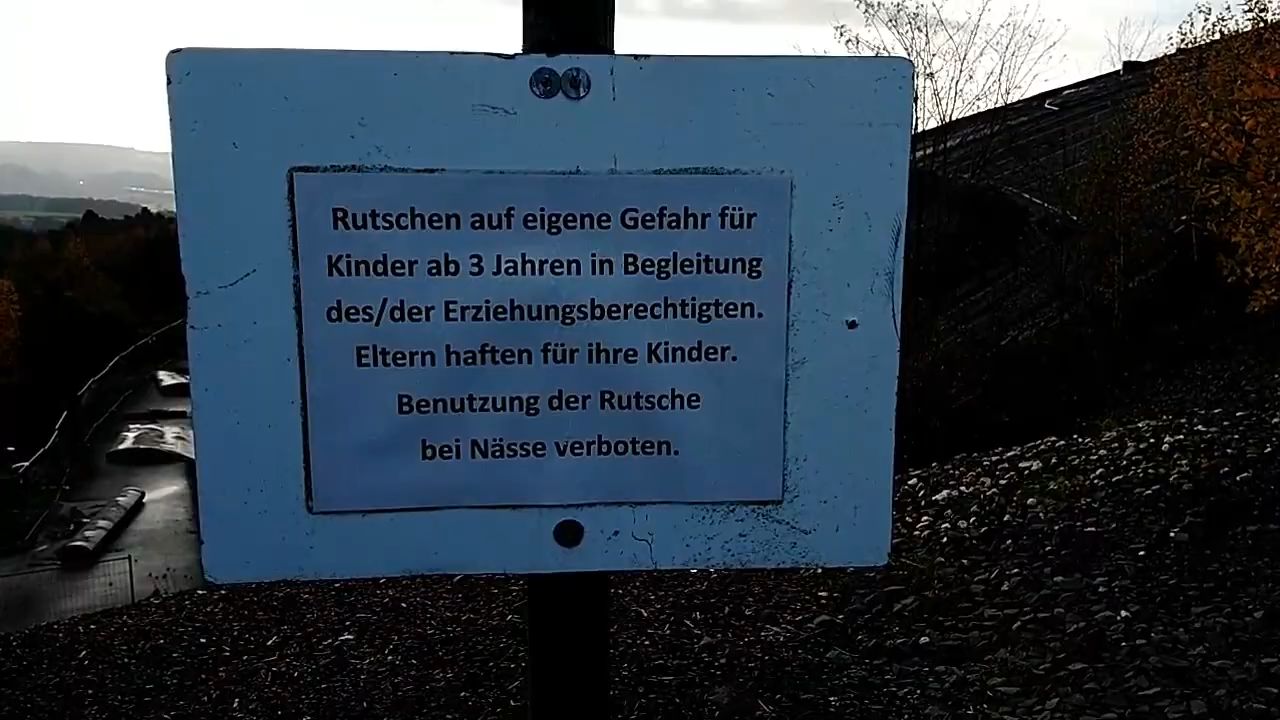 Rutschen auf eigene Gefahr für
Kinder ab 3 Jahren in Begleitung
des/der Erziehungsberechtigten.
Eltern haften für ihre Kinder.
Benutzung der Rutsche
bei Nässe verboten.